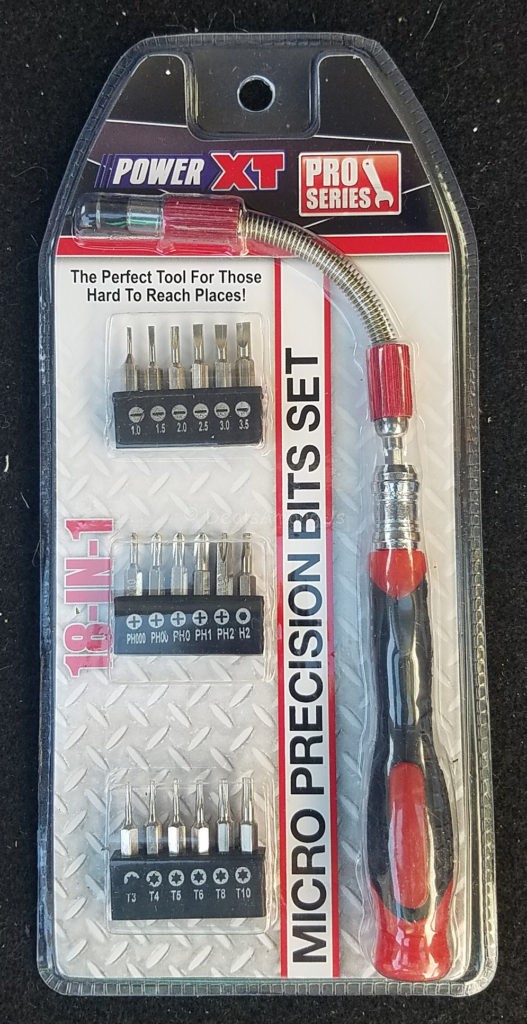 POWER XT
PRO
SERIES
The Perfect Tool For Those
Hard To Reach Places!
1.0 1.5 2.0 2.5 3.0 3.5
MICRO PRECISION BITS SET
18-IN-1
PH000 PH00 PH0 PH1 PH2 H2
T3 T4 T5 T6 T8 T10